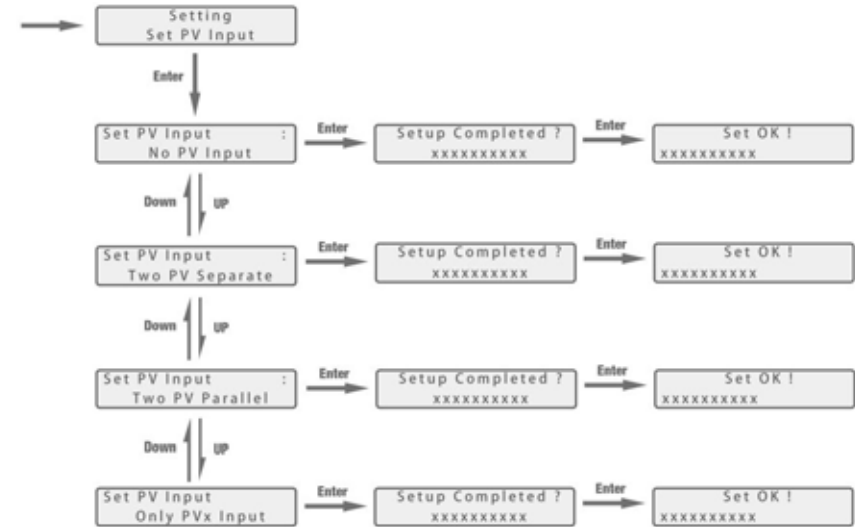 Setting
Set PV Input
Enter
Set PV Input :
No PV Input
Enter
Setup Completed ?
xxxxxxxxxx
Enter
Set OK !
xxxxxxxxxx
Down
UP
Set PV Input :
Two PV Separate
Enter
Setup Completed ?
xxxxxxxxxx
Enter
Set OK !
xxxxxxxxxx
Down
UP
Set PV Input :
Two PV Parallel
Enter
Setup Completed ?
xxxxxxxxxx
Enter
Set OK !
xxxxxxxxxx
Down
UP
Set PV Input
Only PVx Input
Enter
Setup Completed ?
xxxxxxxxxx
Enter
Set OK !
xxxxxxxxxx